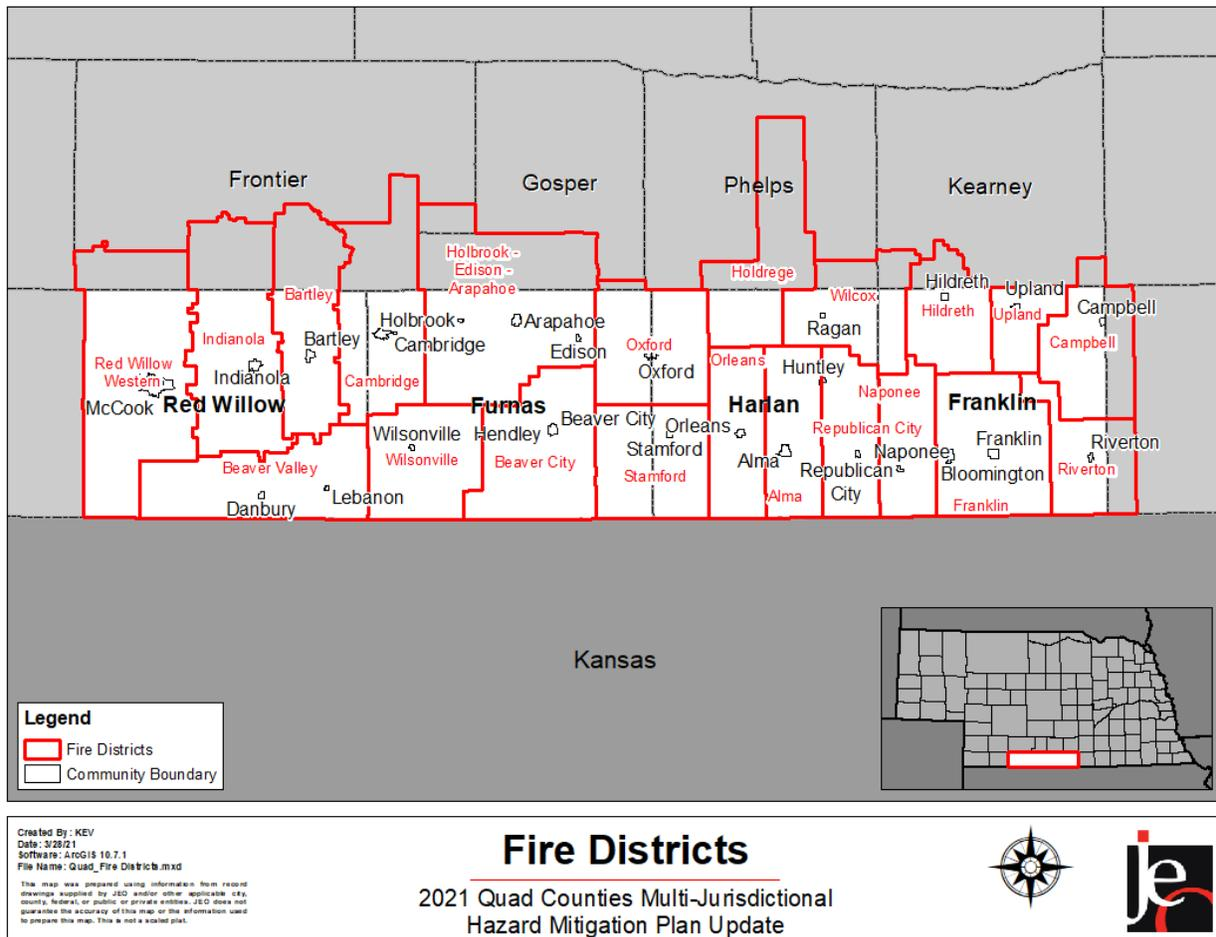 Frontier
Gosper
Phelps
Kearney
Holbrook -
Edison -
Arapahoe
Holdrege
Bartley
Wilcox
Hildreth
Hildreth
Upland
Upland
Campbell
Campbell
Holbrook
Cambridge
Arapahoe
Edison
Ragan
Indianola
Bartley
Oxford
Oxford
Orleans
Huntley
Red Willow
Western
Indianola
Cambridge
McCook
Red Willow
Furnas
Harlan
Naponee
Franklin
Beaver City
Orleans
Republican City
Wilsonville
Hendley
Stamford
Franklin
Riverton
Wilsonville
Beaver City
Alma
Naponee
Beaver Valley
Stamford
Republican
City
Bloomington
Riverton
Danbury
Lebanon
Alma
Franklin
Kansas
Legend
Fire Districts
Community Boundary
Created By: KEV
Date: 3/28/21
Software: ArcGIS 10.7.1
File Name: Quad_Fire Districts.mxd
This map was prepared using information from record
drawings supplied by JEO and/or other applicable city,
county, federal, or public or private entities. JEO does not
guarantee the accuracy of this map or the information used
to prepare this map. This is not a scaled plat.
Fire Districts
2021 Quad Counties Multi-Jurisdictional
Hazard Mitigation Plan Update
jeo